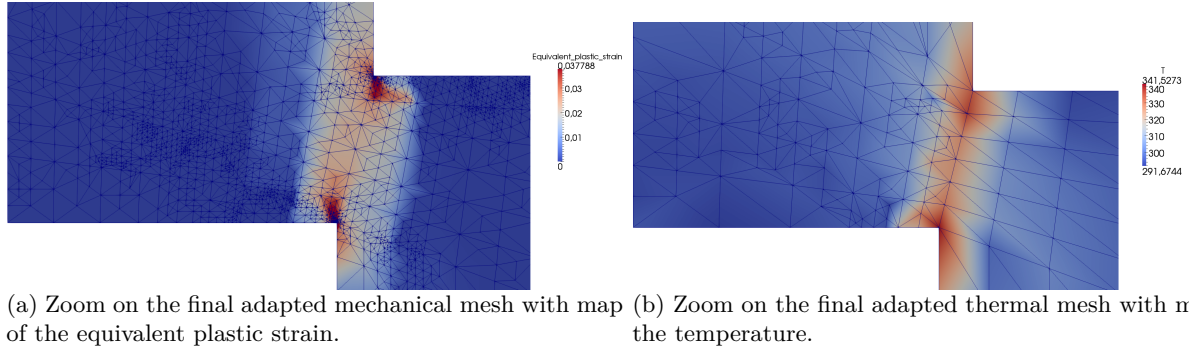 Equivalent_plastic_strain
0,037788
0,03
0,02
0,01
0
T
341,5273
340
330
320
310
300
291,6744
(a) Zoom on the final adapted mechanical mesh with map
of the equivalent plastic strain.
(b) Zoom on the final adapted thermal mesh with m
the temperature.